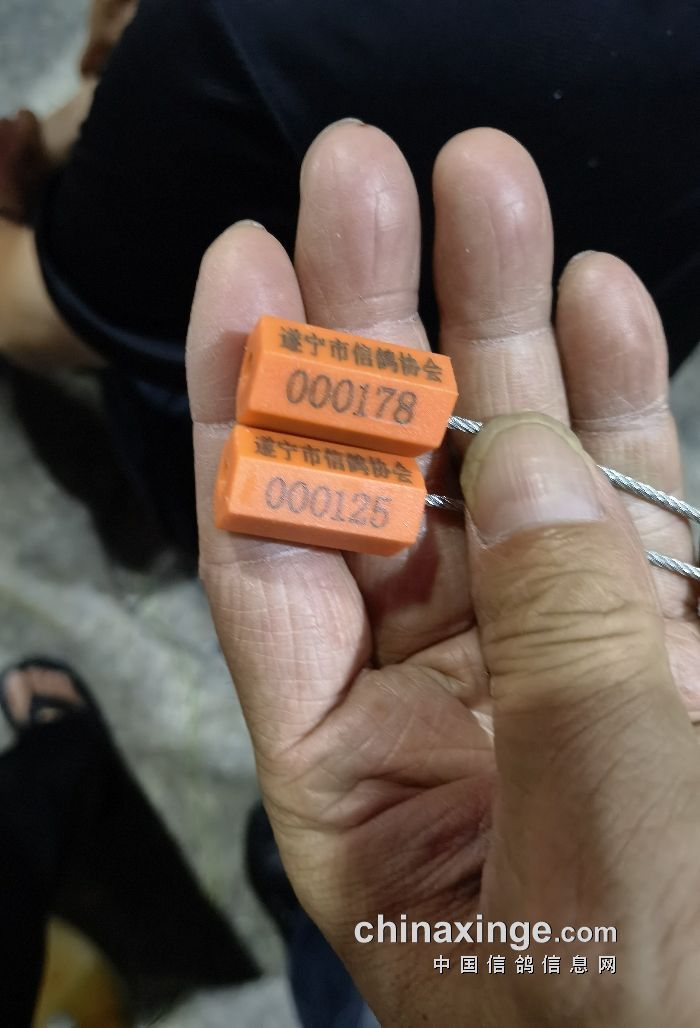 遂宁市信鸽协会
000178
遂宁市信鸽协会
000125
chinaxinge.com
中国信鸽信息网